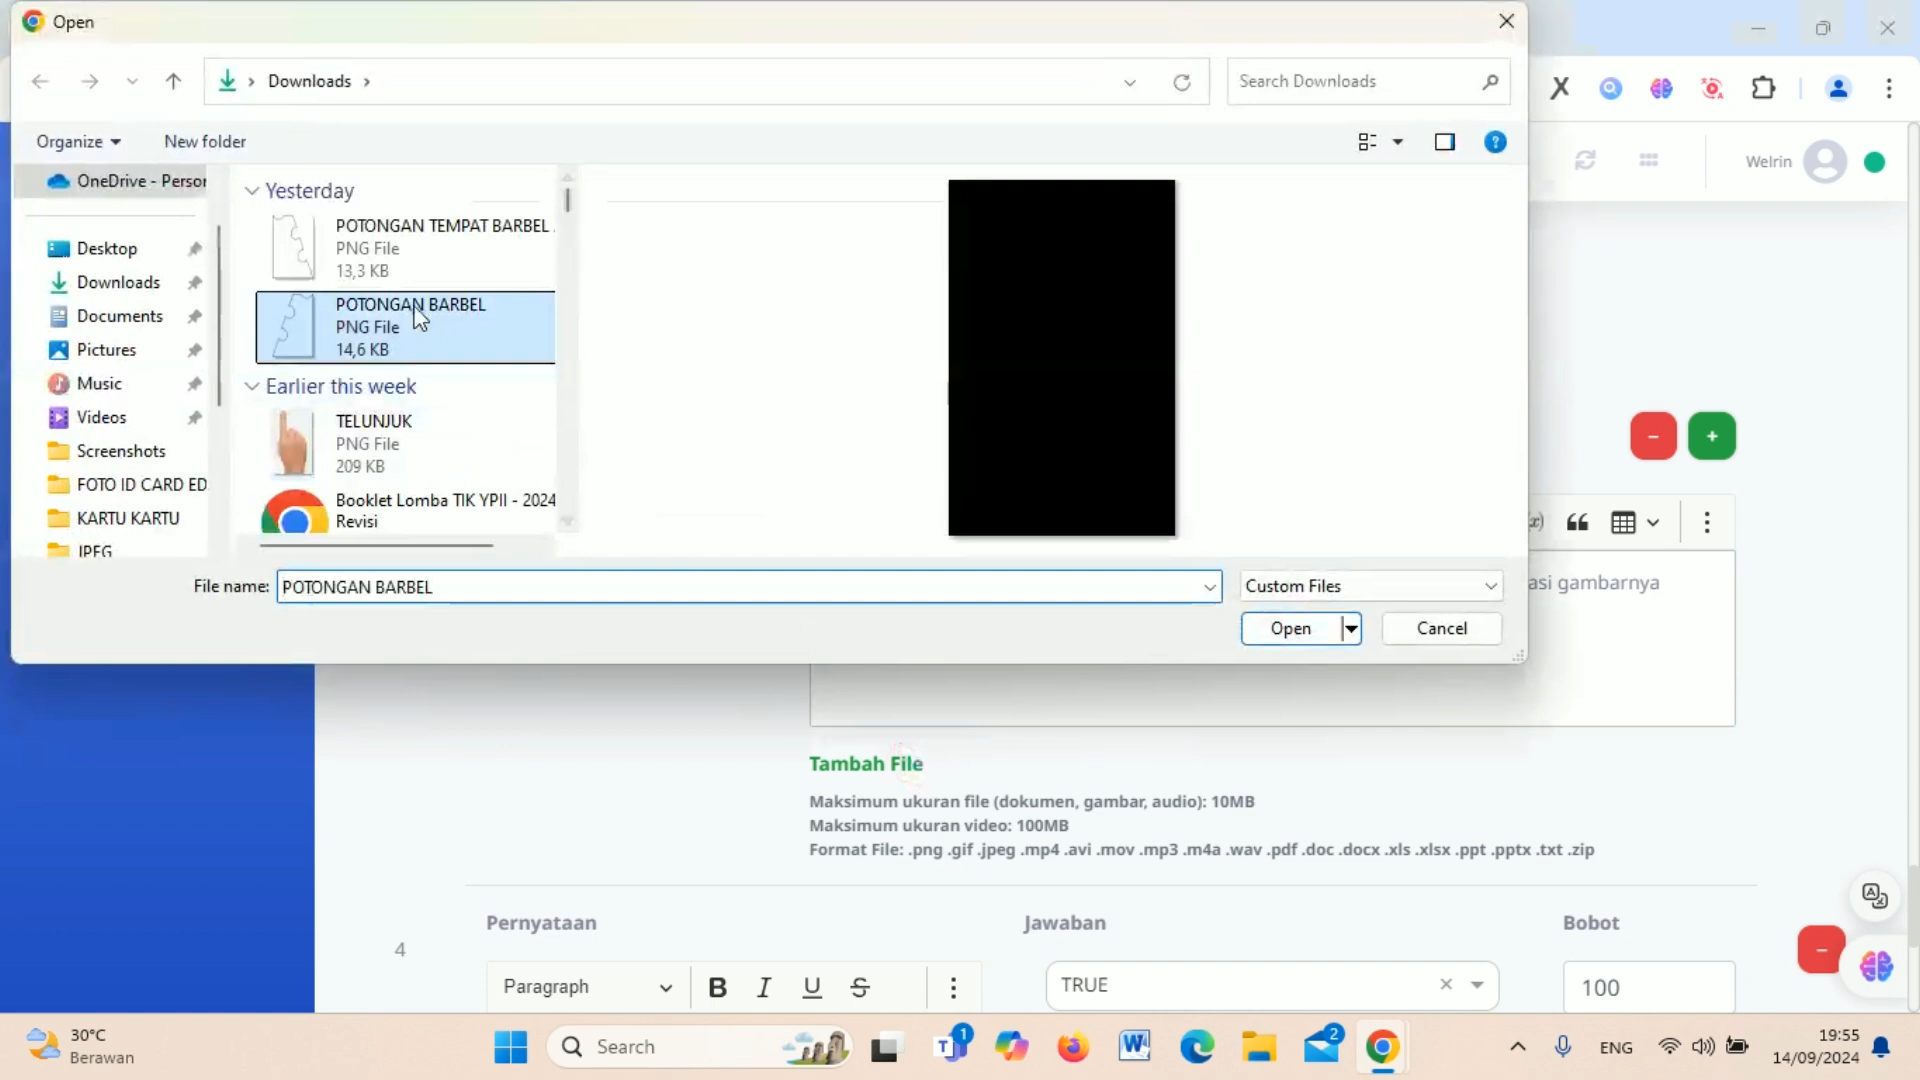 Open
Downloads
Search Downloads
Organize
New folder
Welrin
OneDrive - Person
Desktop
Downloads
Documents
Pictures
Music
Videos
Screenshots
FOTO ID CARD ED
KARTU KARTU
JPEG
Yesterday
POTONGAN TEMPAT BARBEL
PNG File
13,3 KB
POTONGAN BARBEL
PNG File
14,6 KB
Earlier this week
TELUNJUK
PNG File
209 KB
Booklet Lomba TIK YPII - 2024
Revisi
File name:
POTONGAN BARBEL
Custom Files
Open
Cancel
asi gambarnya
Tambah File
Maksimum ukuran file (dokumen, gambar, audio): 10MB
Maksimum ukuran video: 100MB
Format File: .png .gif .jpeg .mp4 .avi .mov .mp3 .m4a .wav .pdf .doc .docx .xls .xlsx .ppt .pptx .txt .zip
Pernyataan
Jawaban
Bobot
4
Paragraph
B I U S
TRUE
100
30°C
Berawan
Search
1
2
ENG
19:55
14/09/2024